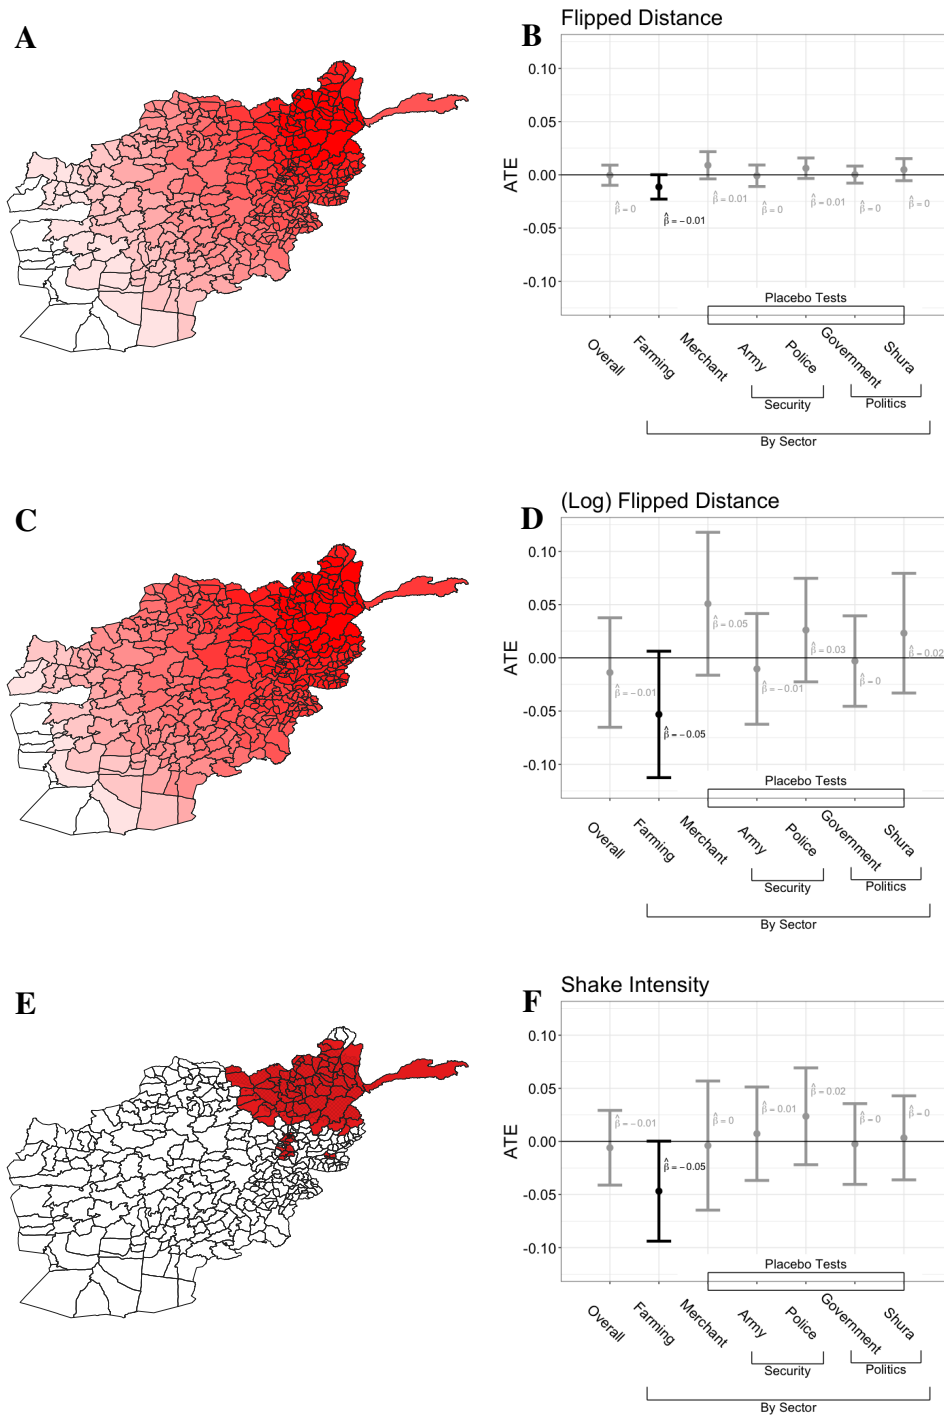 A
B
Flipped Distance
ATE
0.10
0.05
0.00
-0.05
-0.10
β̂ = 0
β̂ = −0.01
β̂ = 0.01
β̂ = 0
β̂ = 0.01
β̂ = 0
β̂ = 0
Placebo Tests
Overall
Farming
Merchant
Army
Police
Government
Shura
Security
Politics
By Sector
C
D
(Log) Flipped Distance
ATE
0.10
0.05
0.00
-0.05
-0.10
β̂ = −0.01
β̂ = −0.05
β̂ = 0.05
β̂ = −0.01
β̂ = 0.03
β̂ = 0
β̂ = 0.02
Placebo Tests
Overall
Farming
Merchant
Army
Police
Government
Shura
Security
Politics
By Sector
E
F
Shake Intensity
ATE
0.10
0.05
0.00
-0.05
-0.10
β̂ = −0.01
β̂ = −0.05
β̂ = 0
β̂ = 0.01
β̂ = 0.02
β̂ = 0
β̂ = 0
Placebo Tests
Overall
Farming
Merchant
Army
Police
Government
Shura
Security
Politics
By Sector